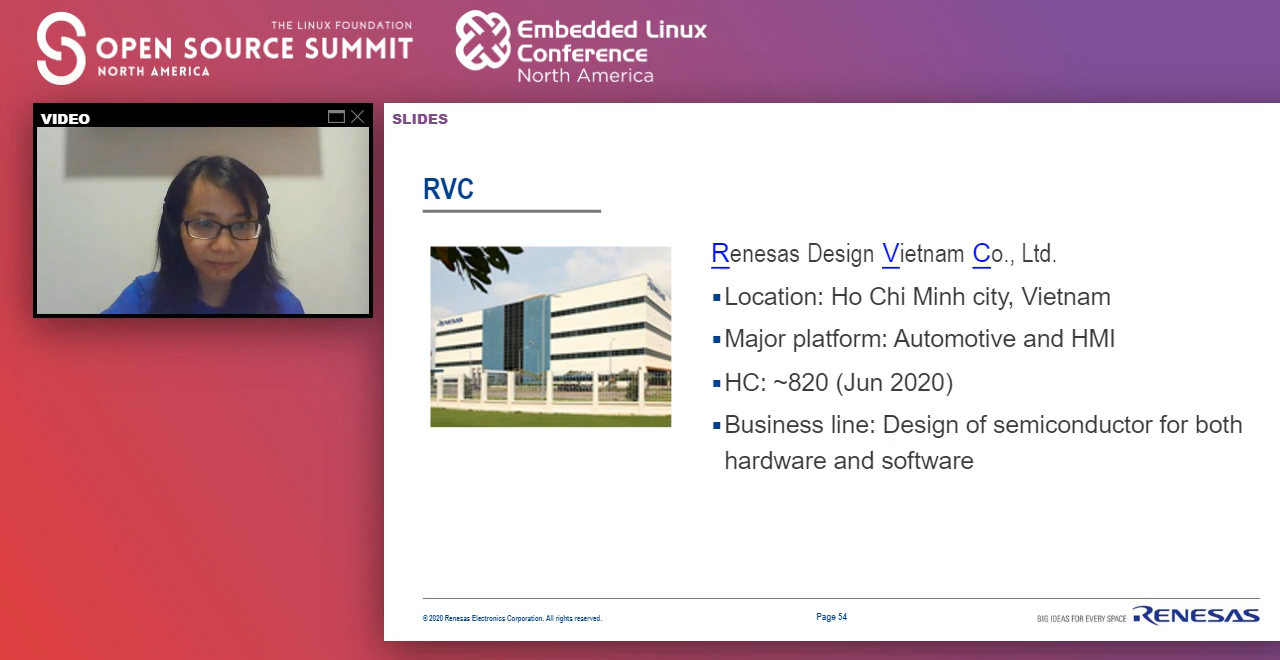 THE LINUX FOUNDATION
OPEN SOURCE SUMMIT
NORTH AMERICA
Embedded Linux
Conference
North America
VIDEO
SLIDES
RVC
RENESAS
Renesas Design Vietnam Co., Ltd.
▪Location: Ho Chi Minh city, Vietnam
▪Major platform: Automotive and HMI
▪HC: ~820 (Jun 2020)
▪Business line: Design of semiconductor for both
hardware and software
© 2020 Renesas Electronics Corporation. All rights reserved.
Page 54
BIG IDEAS FOR EVERY SPACE RENESAS